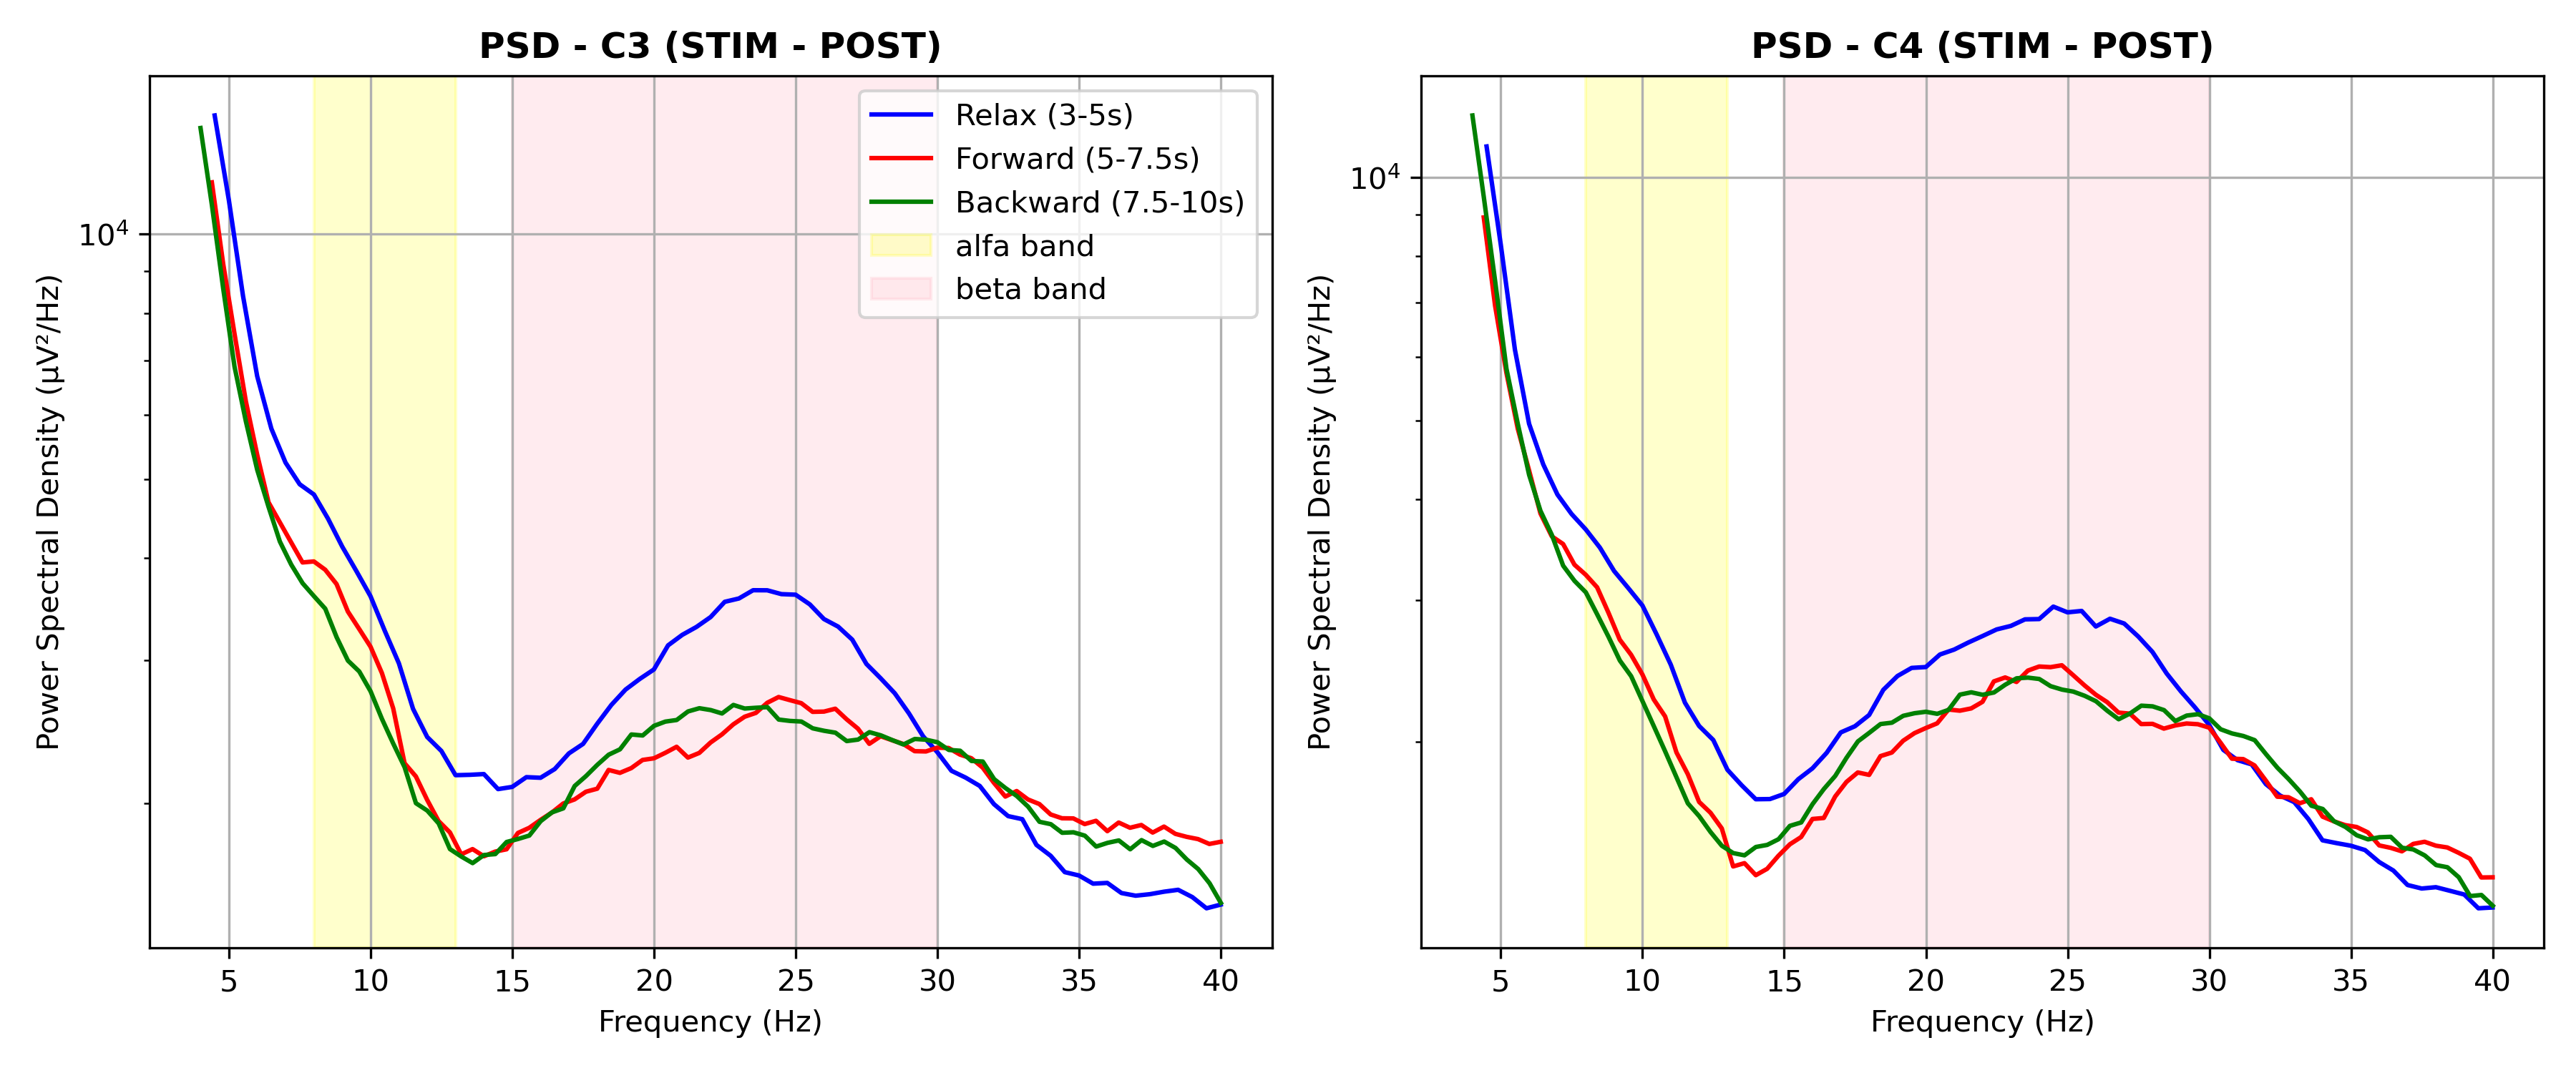 PSD - C3 (STIM - POST)
Power Spectral Density (µV²/Hz)
10⁴
Relax (3-5s)
Forward (5-7.5s)
Backward (7.5-10s)
alfa band
beta band
5 10 15 20 25 30 35 40
Frequency (Hz)
PSD - C4 (STIM - POST)
Power Spectral Density (µV²/Hz)
10⁴
5 10 15 20 25 30 35 40
Frequency (Hz)